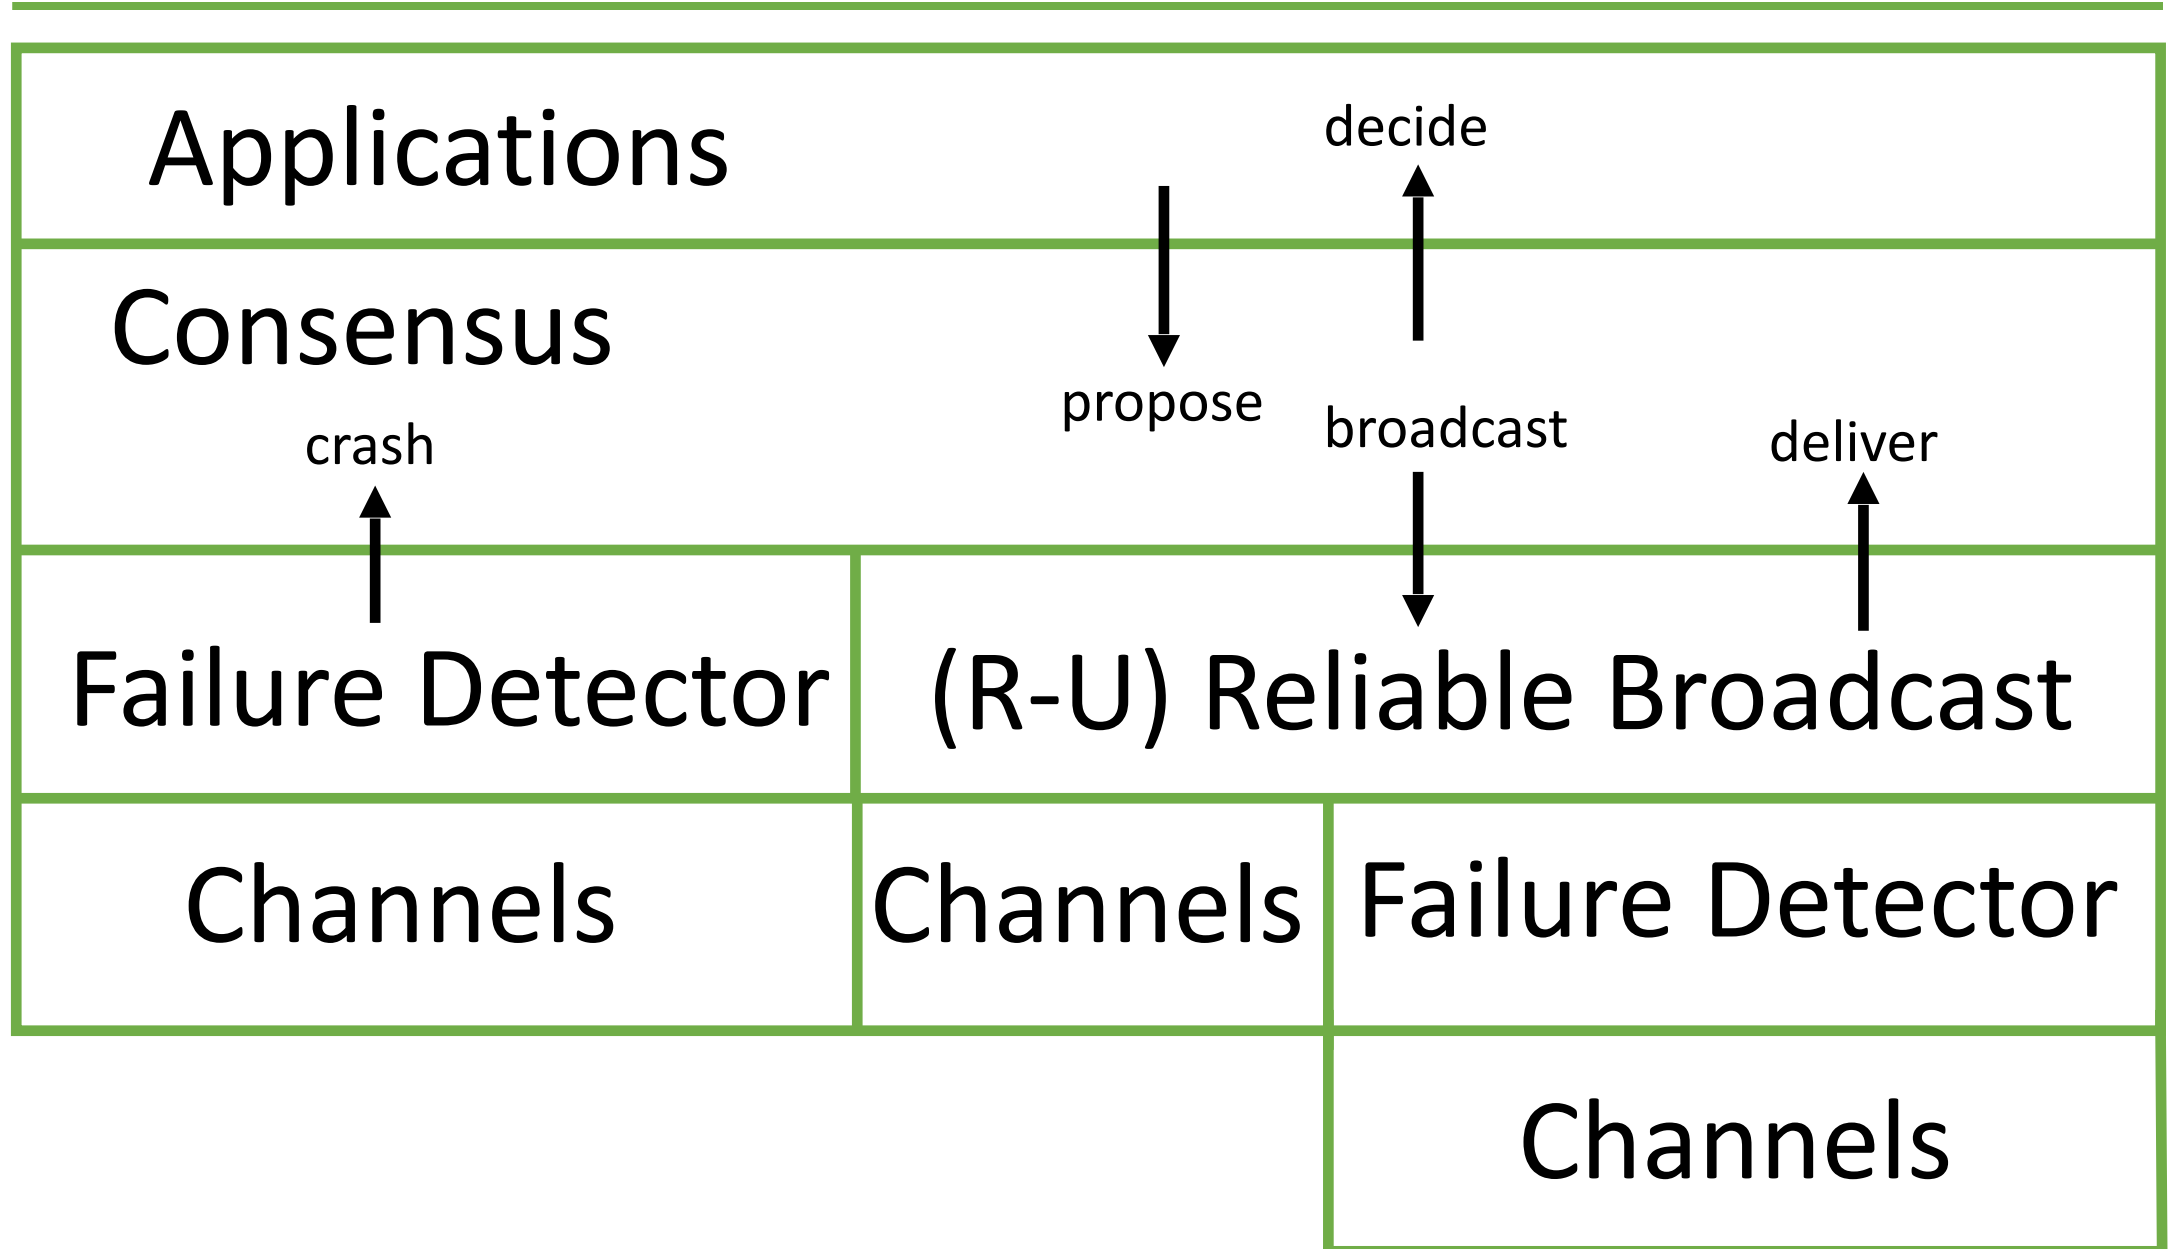 Applications
decide
Consensus
propose
broadcast
crash
deliver
Failure Detector
(R-U) Reliable Broadcast
Channels
Channels
Failure Detector
Channels